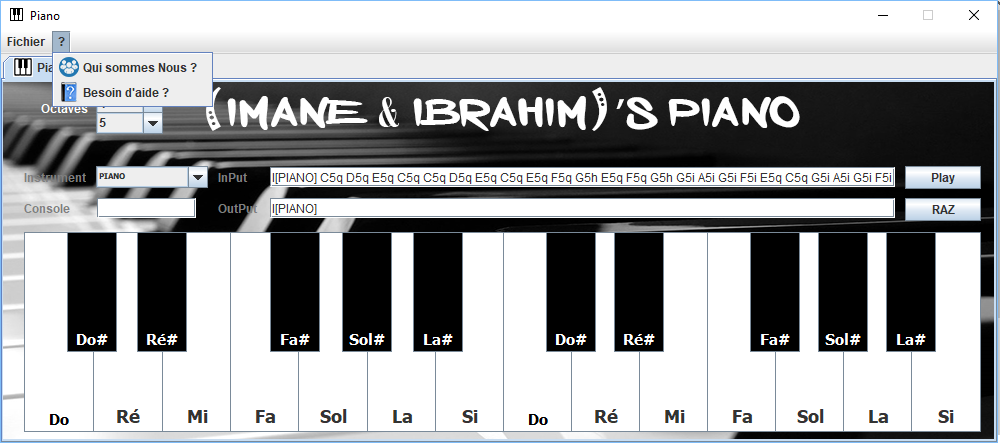 Piano
Fichier ?
Qui sommes Nous ?
Besoin d'aide ?
Octaves
5
(IMANE & IBRAHIM)'S PIANO
Instrument PIANO InPut I[PIANO] C5q D5q E5q C5q C5q D5q E5q C5q E5q F5q G5h E5q F5q G5h G5i A5i G5i F5i E5q C5q G5i A5i G5i F5i Play
Console OutPut I[PIANO] RAZ
Do# Ré# Fa# Sol# La# Do# Ré# Fa# Sol# La#
Do Ré Mi Fa Sol La Si Do Ré Mi Fa Sol La Si